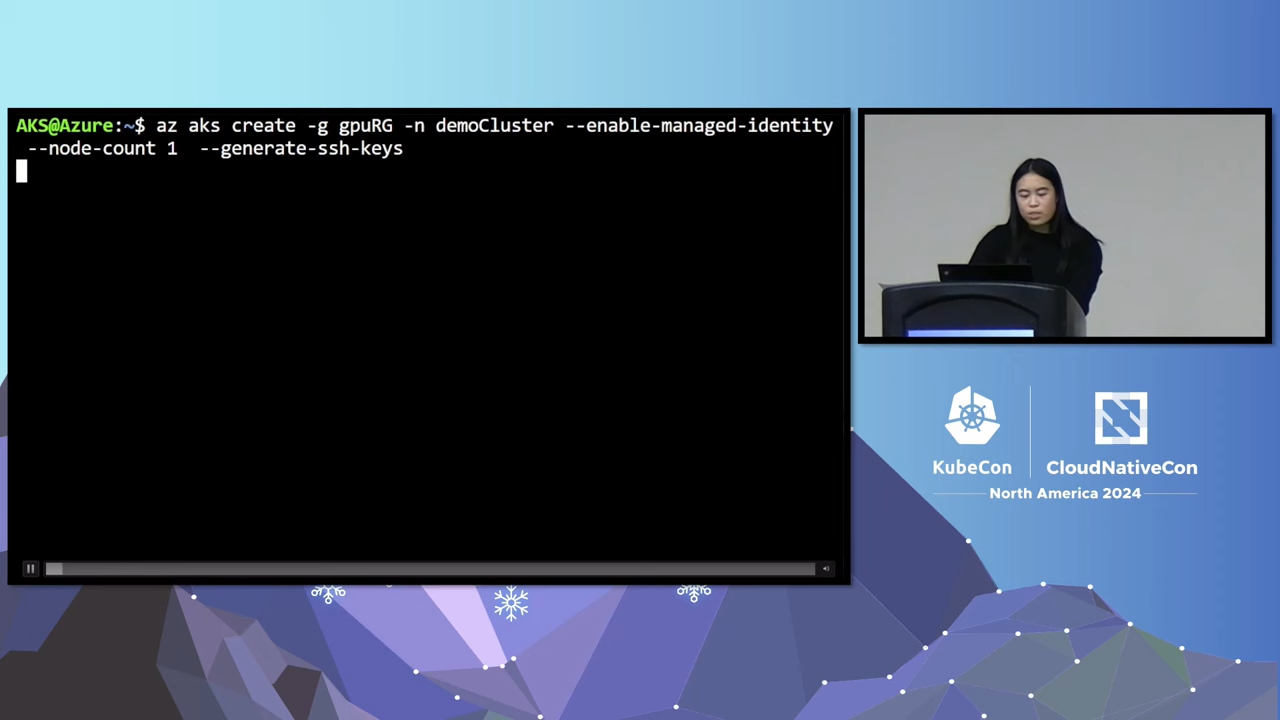 AKS@Azure:~$ az aks create -g gpuRG -n demoCluster --enable-managed-identity
--node-count 1  --generate-ssh-keys
KubeCon
CloudNativeCon
North America 2024